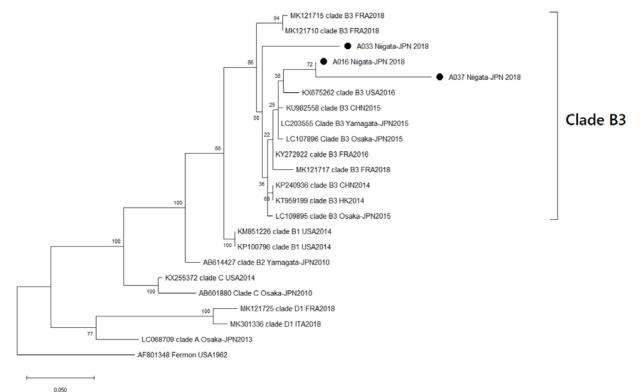 MK121715 clade B3 FRA2018
94
MK121710 clade B3 FRA2018
A033 Niigata-JPN 2018
86
A016 Niigata-JPN 2018
72
A037 Niigata-JPN 2018
38
KX675262 clade B3 USA2016
25
KU982558 clade B3 CHN2015
LC203555 Clade B3 Yamagata-JPN2015
LC107896 Clade B3 Osaka-JPN2015
22
KY272922 calde B3 FRA2016
MK121717 clade B3 FRA2018
36
KP240936 clade B3 CHN2014
KT959199 clade B3 HK2014
LC109895 clade B3 Osaka-JPN2015
Clade B3
KM851226 clade B1 USA2014
100
KP100796 clade B1 USA2014
100
AB614427 clade B2 Yamagata-JPN2010
100
KX255372 clade C USA2014
100
AB601880 Clade C Osaka-JPN2010
100
MK121725 clade D1 FRA2018
MK301336 clade D1 ITA2018
77
LC068709 clade A Osaka-JPN2013
AF801348 Fermon USA1962
0.050